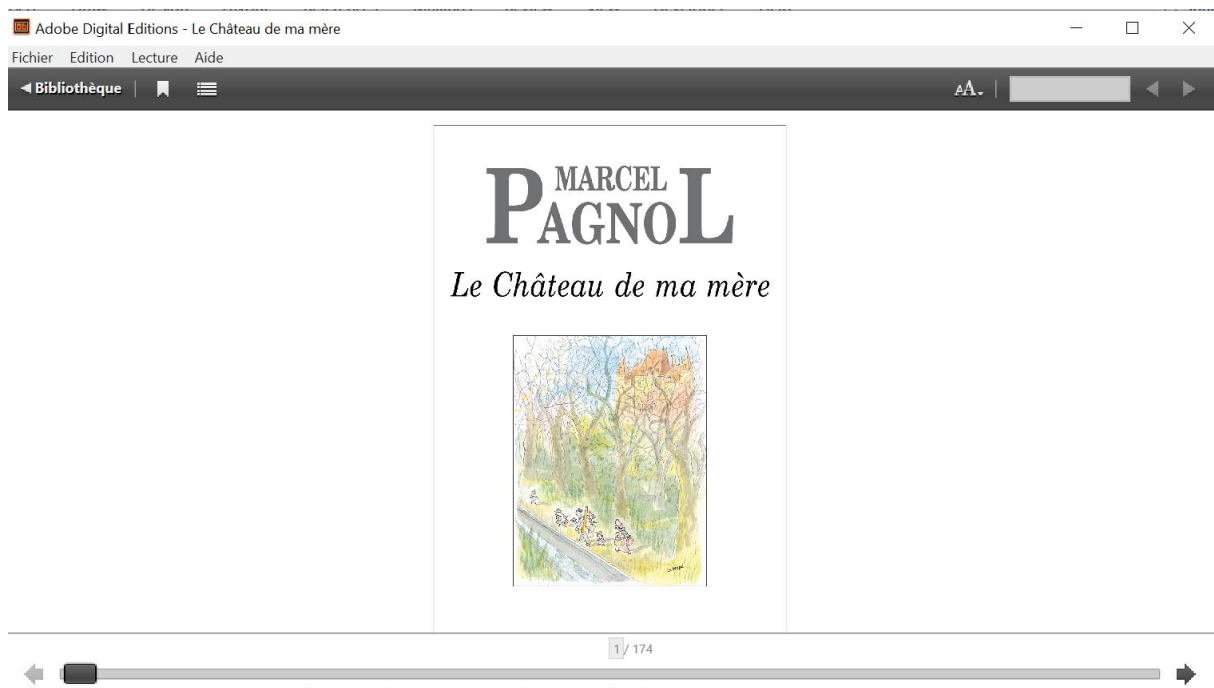 Adobe Digital Editions - Le Château de ma mère
Fichier Edition Lecture Aide
Bibliothèque
AA
MARCEL
PAGNOL
Le Château de ma mère
1 / 174